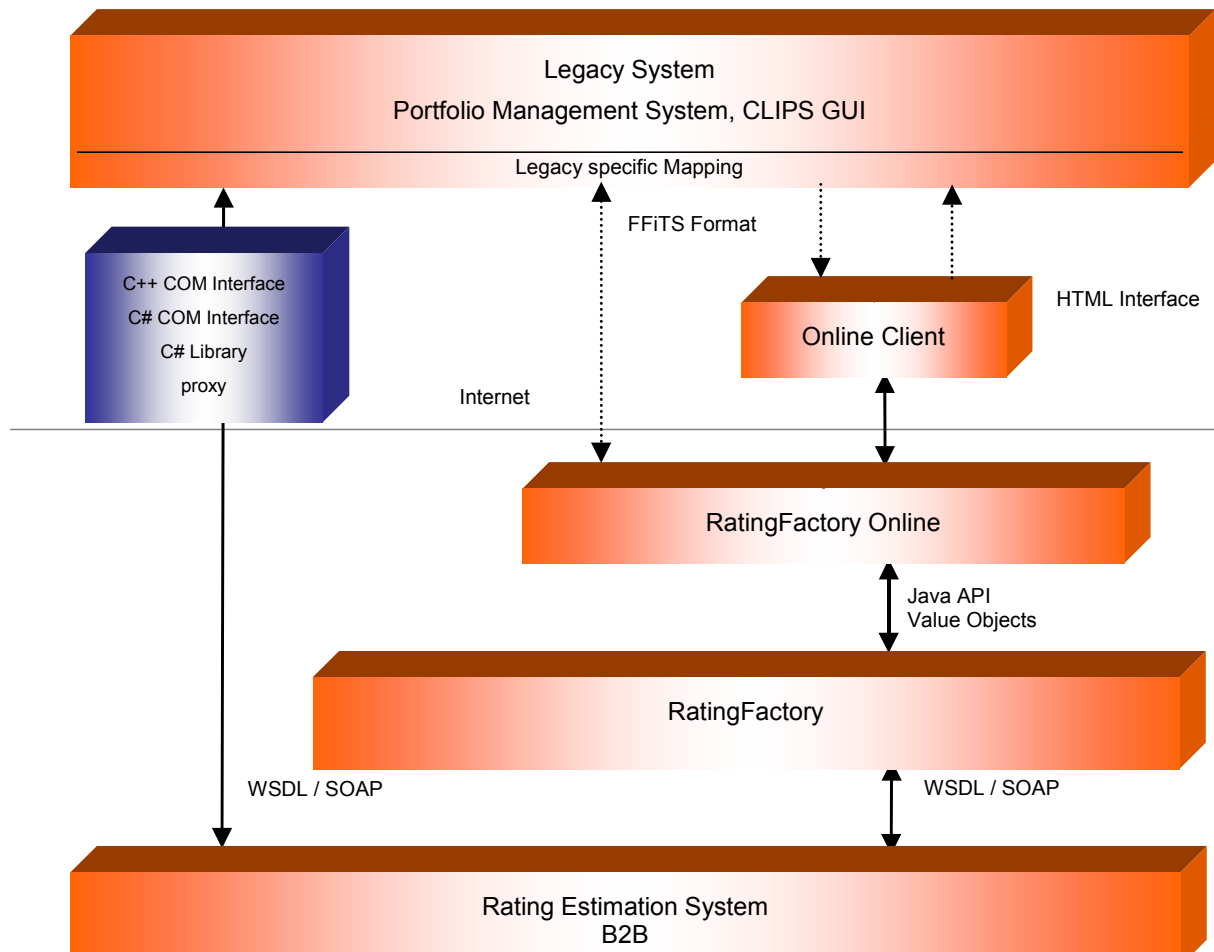 Legacy System
Portfolio Management System, CLIPS GUI
Legacy specific Mapping
FFiTS Format
C++ COM Interface
C# COM Interface
C# Library
proxy
HTML Interface
Online Client
Internet
RatingFactory Online
Java API
Value Objects
RatingFactory
WSDL / SOAP
WSDL / SOAP
Rating Estimation System
B2B